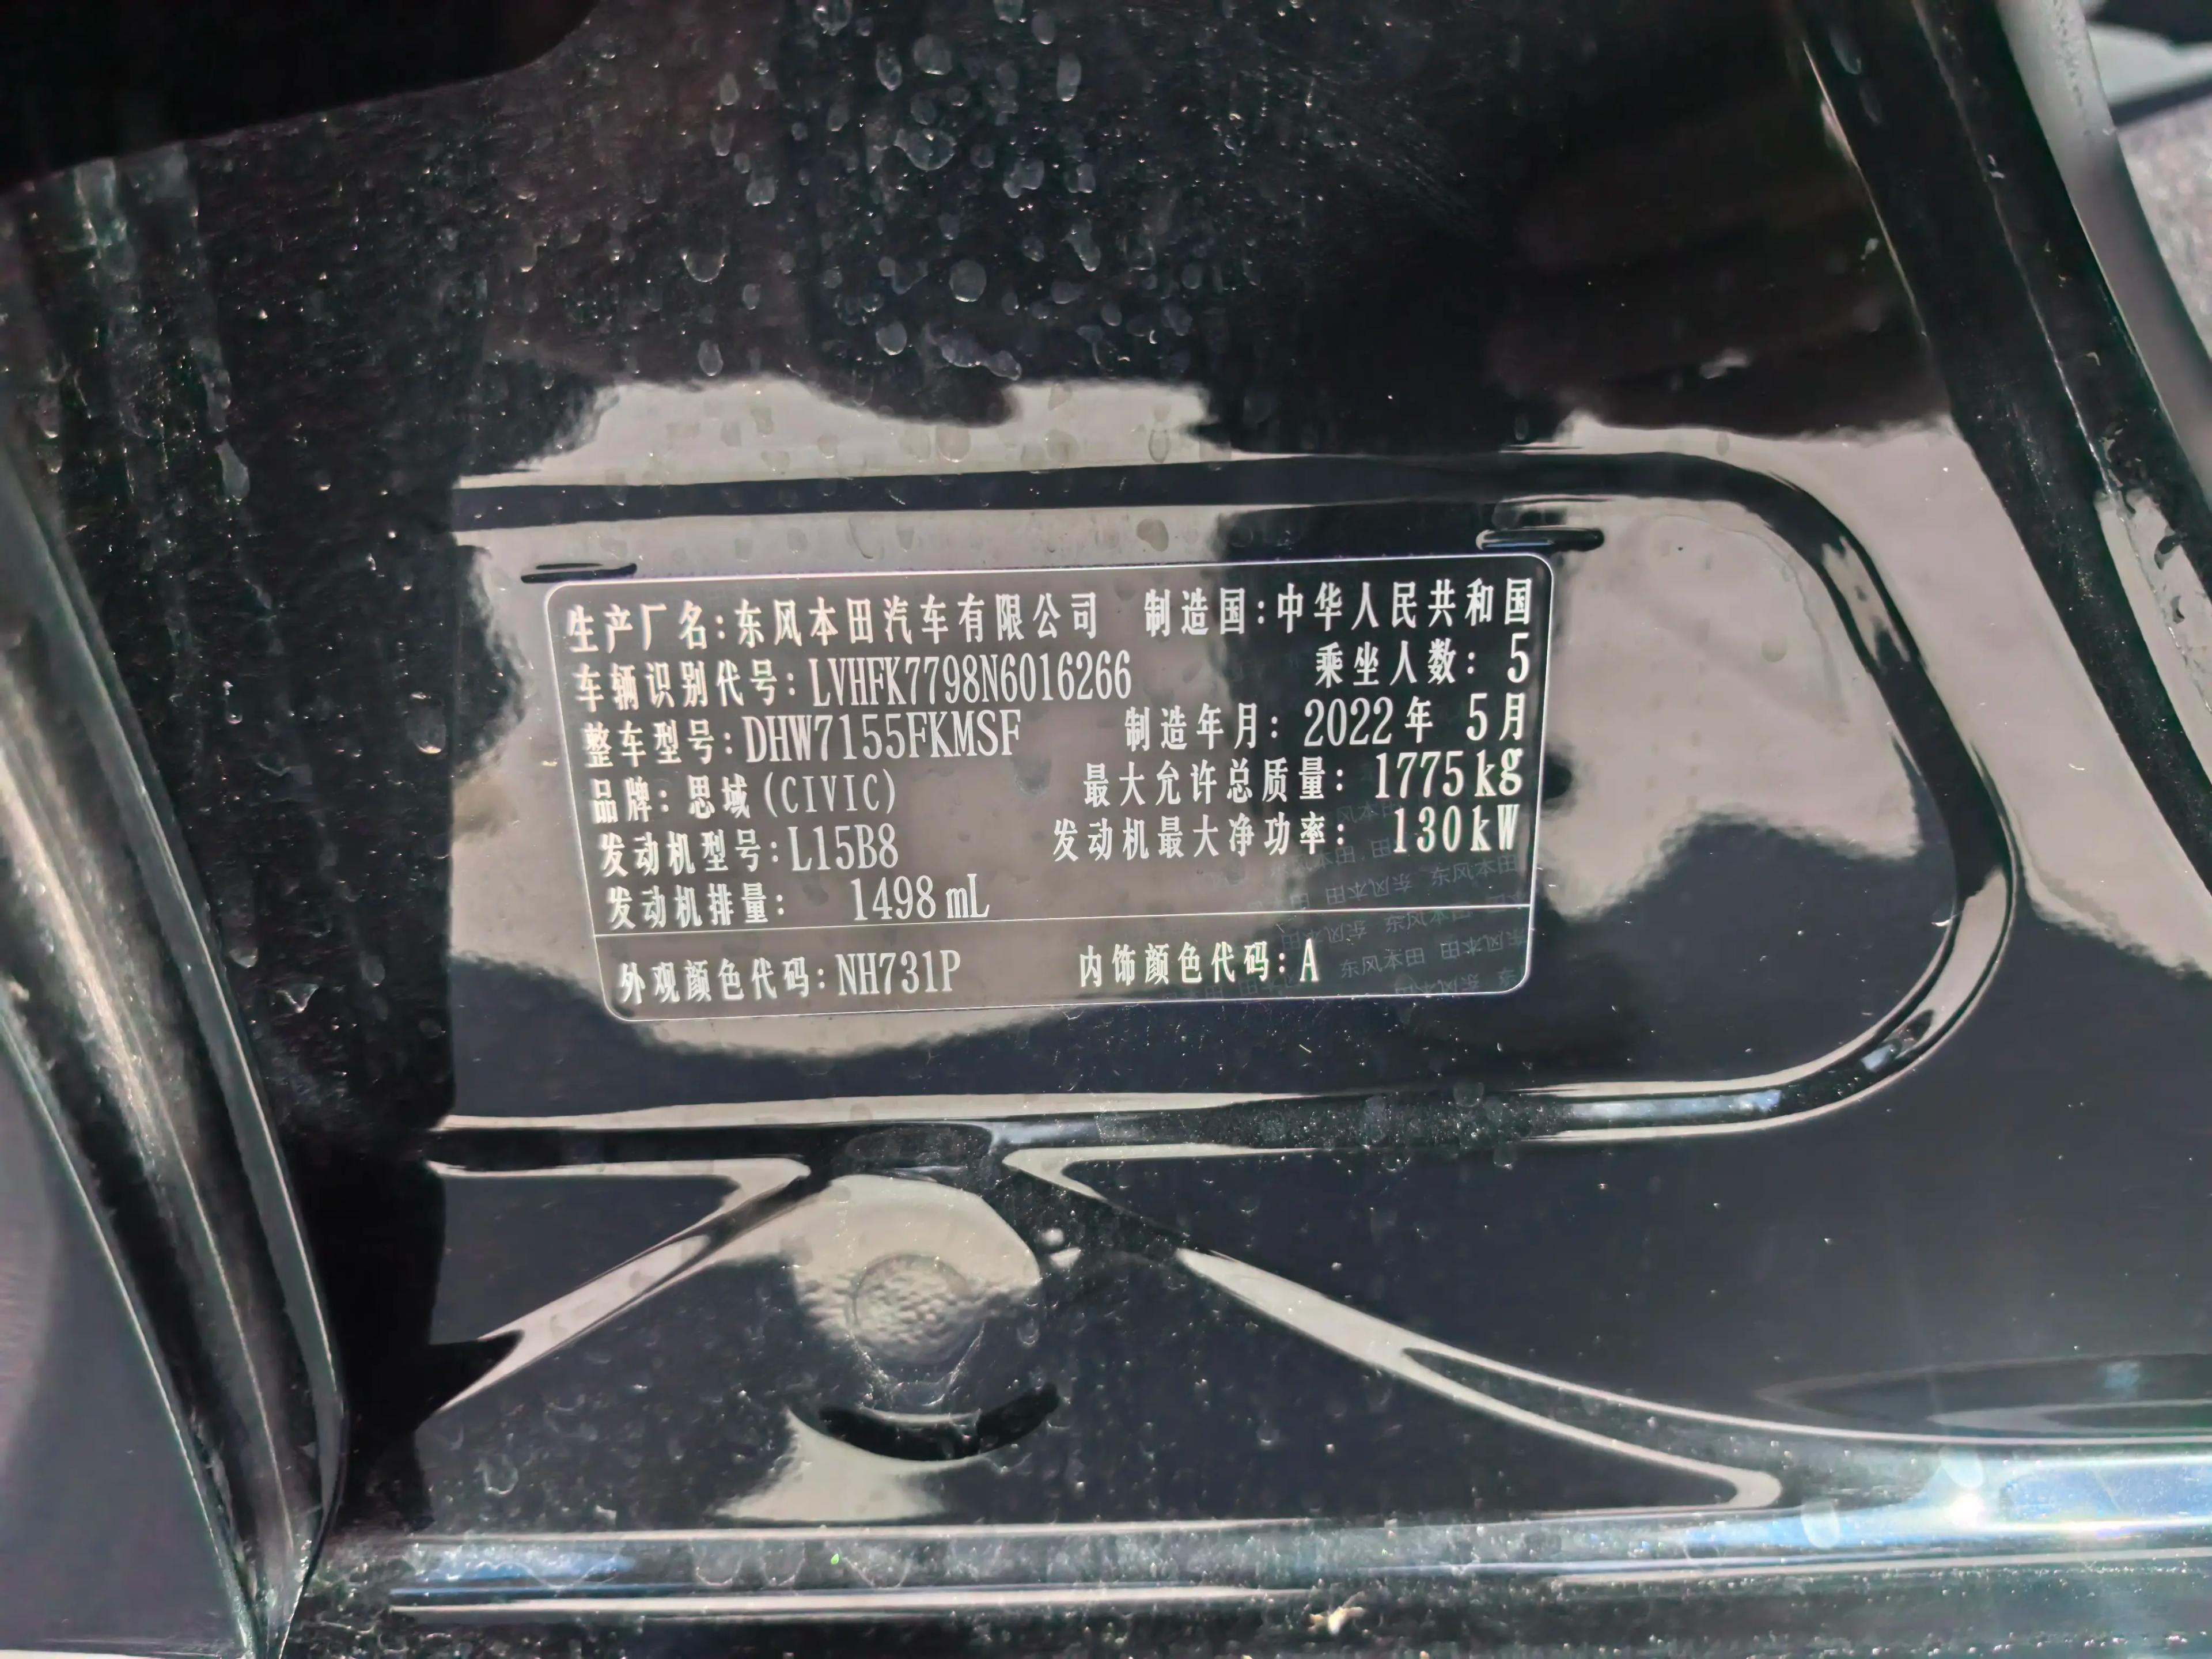 生产厂名:东风本田汽车有限公司 制造国:中华人民共和国
车辆识别代号:LVHFK7798N6016266 乘坐人数: 5
整车型号:DHW7155FKMSF 制造年月: 2022年 5月
品牌: 思域(CIVIC) 最大允许总质量: 1775kg
发动机型号:L15B8 发动机最大净功率: 130kW
发动机排量: 1498mL
外观颜色代码:NH731P 内饰颜色代码:A